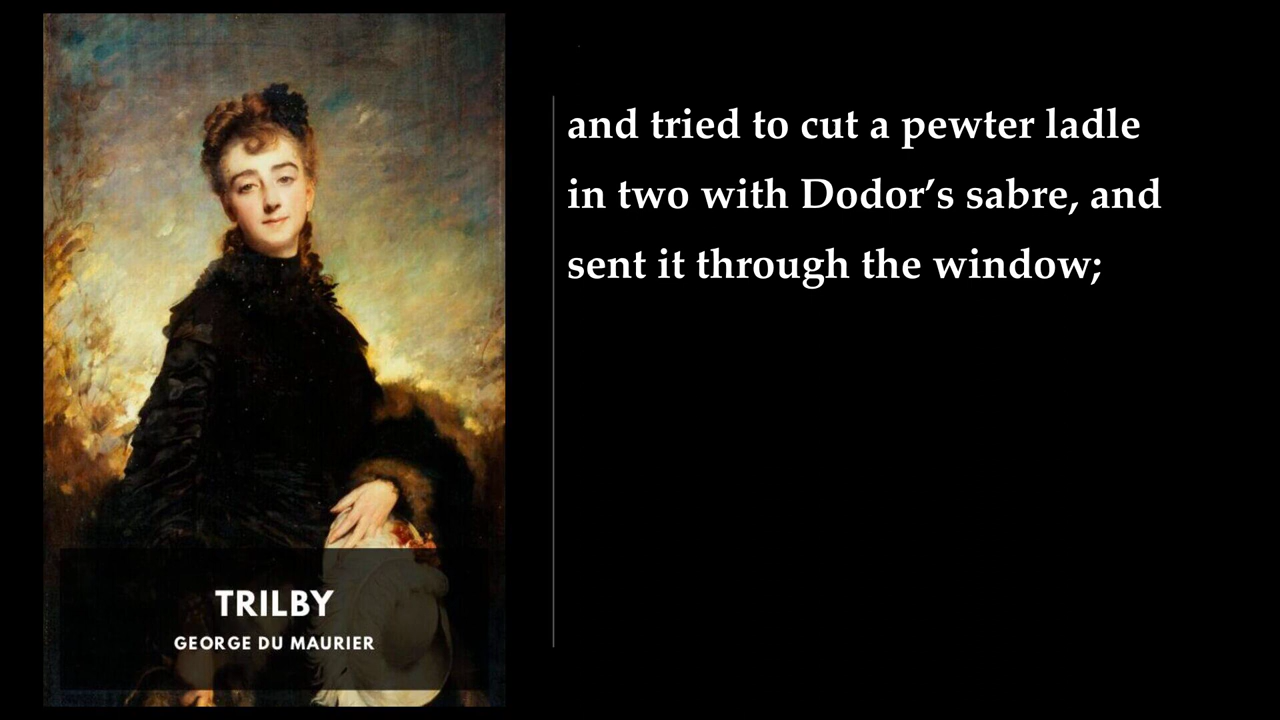 and tried to cut a pewter ladle
in two with Dodor’s sabre, and
sent it through the window;
TRILBY
GEORGE DU MAURIER